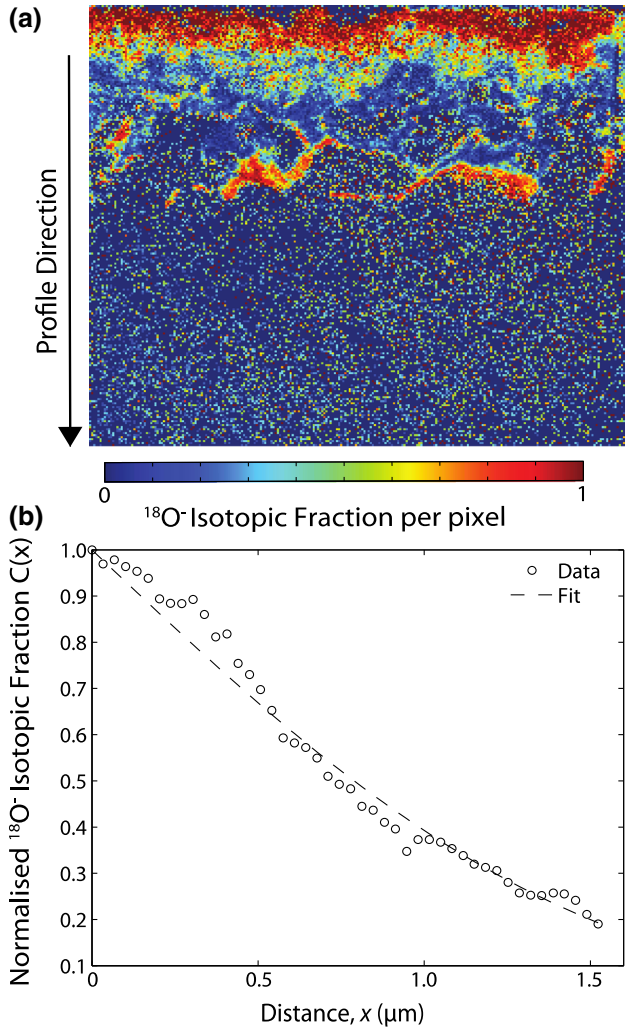 (a)
Profile Direction
0 1
¹⁸O⁻ Isotopic Fraction per pixel
(b)
Normalised ¹⁸O⁻ Isotopic Fraction C(x)
1.0
0.9
0.8
0.7
0.6
0.5
0.4
0.3
0.2
0.1
Data
Fit
0 0.5 1.0 1.5
Distance, x (μm)